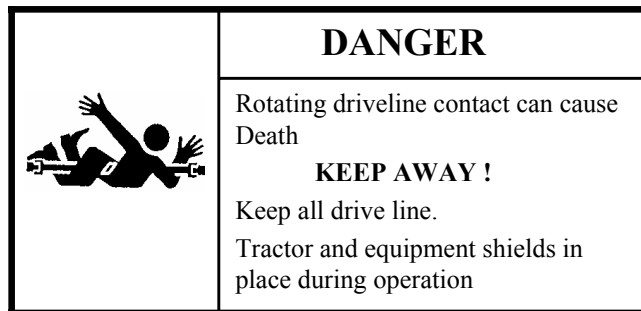 DANGER
Rotating driveline contact can cause
Death
KEEP AWAY !
Keep all drive line.
Tractor and equipment shields in
place during operation